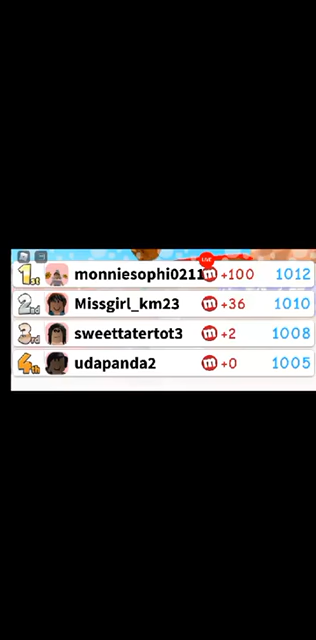 LIVE
1st monniesophi0211 m +100 1012
2nd Missgirl_km23 m +36 1010
3rd sweettatertot3 m +2 1008
4th udapanda2 m +0 1005